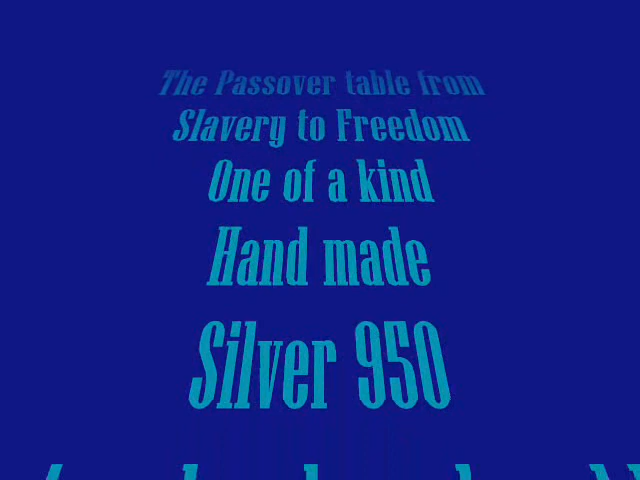 The Passover table from
Slavery to Freedom
One of a kind
Hand made
Silver 950